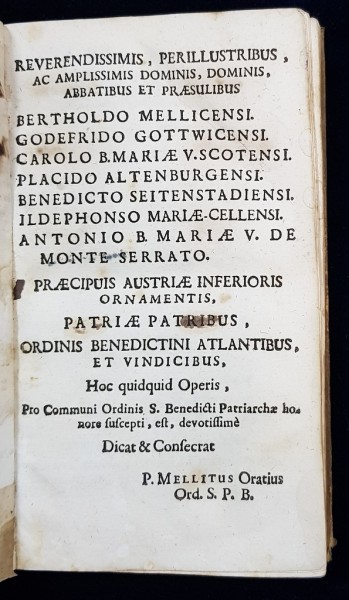 REVERENDISSIMIS, PERILLUSTRIBUS,
AC AMPLISSIMIS DOMINIS, DOMINIS,
ABBATIBUS ET PRÆSULIBUS
BERTHOLDO MELLICENSI.
GODEFRIDO GOTTWICENSI.
CAROLO B. MARIÆ V. SCOTENSI.
PLACIDO ALTENBURGENSI.
BENEDICTO SEITENSTADIENSI.
ILDEPHONSO MARIÆ-CELLENSI.
ANTONIO B. MARIÆ V. DE
MONTE-SERRATO.
PRÆCIPUIS AUSTRIÆ INFERIORIS
ORNAMENTIS,
PATRIÆ PATRIBUS,
ORDINIS BENEDICTINI ATLANTIBUS,
ET VINDICIBUS,
Hoc quidquid Operis,
Pro Communi Ordinis S. Benedicti Patriarchæ ho-
nore ſuſcepti, eſt, devotiſſimè
Dicat & Conſecrat
P. MELLITUS Oratius
Ord. S. P. B.